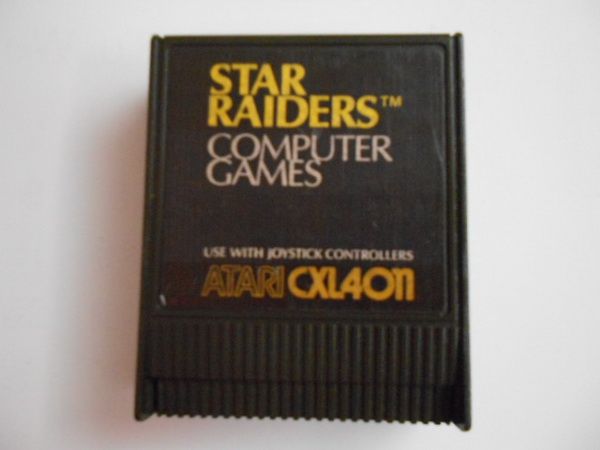 STAR
RAIDERS™
COMPUTER
GAMES
USE WITH JOYSTICK CONTROLLERS
ATARI CXL4011